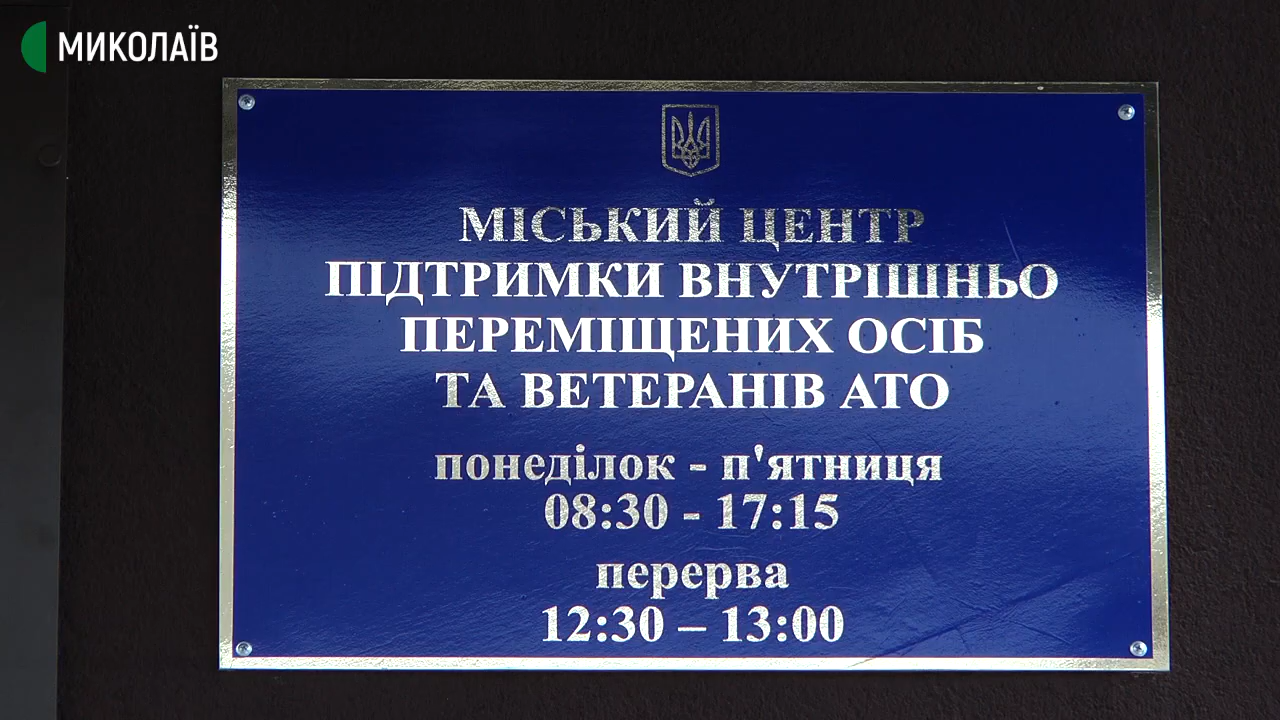 МИКОЛАЇВ
МІСЬКИЙ ЦЕНТР
ПІДТРИМКИ ВНУТРІШНЬО
ПЕРЕМІЩЕНИХ ОСІБ
ТА ВЕТЕРАНІВ АТО
понеділок - п'ятниця
08:30 - 17:15
перерва
12:30 – 13:00